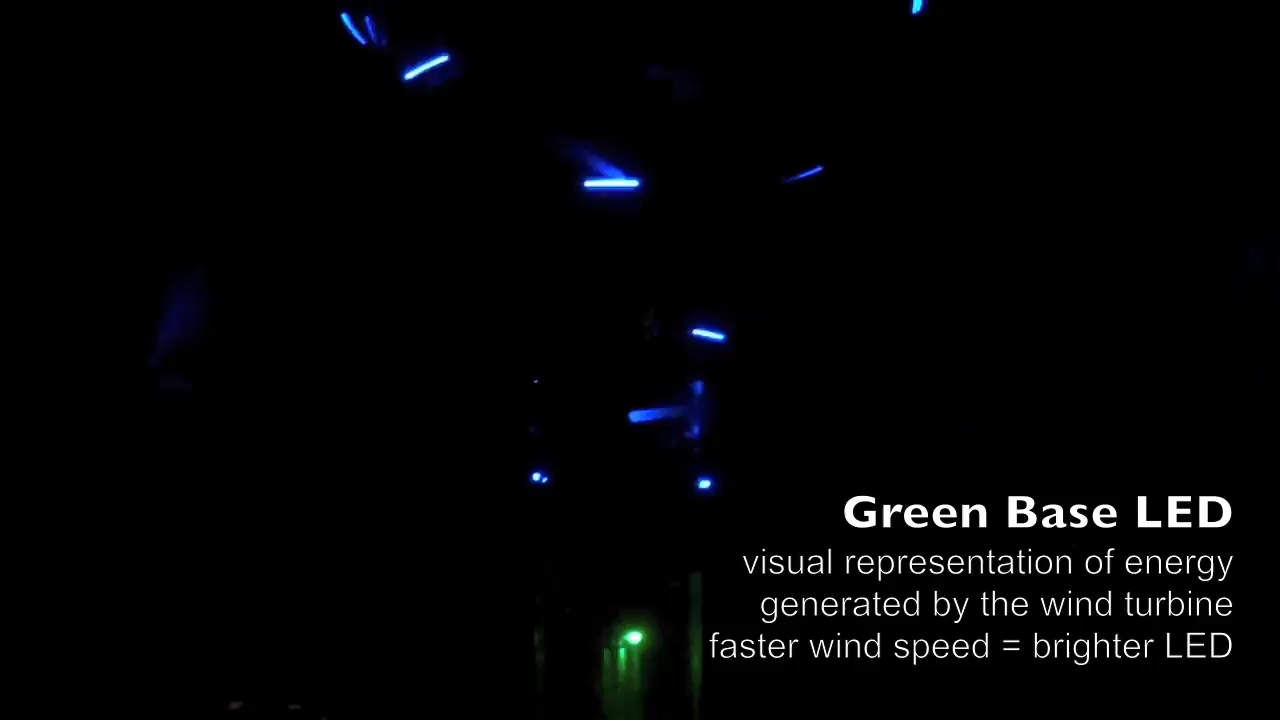 Green Base LED
visual representation of energy
generated by the wind turbine
faster wind speed = brighter LED